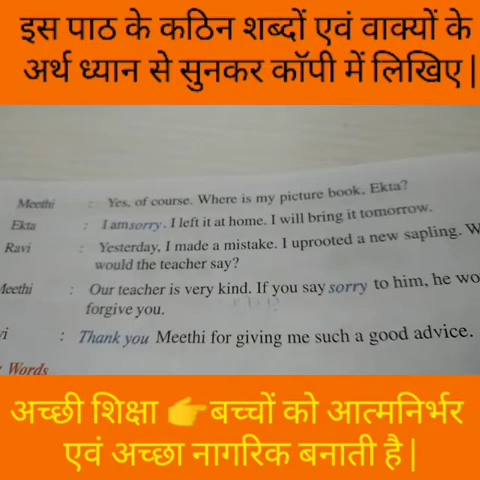 इस पाठ के कठिन शब्दों एवं वाक्यों के
अर्थ ध्यान से सुनकर कॉपी में लिखिए |
Meethi : Yes, of course. Where is my picture book, Ekta?
Ekta : I am sorry. I left it at home. I will bring it tomorrow.
Ravi : Yesterday, I made a mistake. I uprooted a new sapling. W
would the teacher say?
Meethi : Our teacher is very kind. If you say sorry to him, he wo
forgive you.
vi : Thank you Meethi for giving me such a good advice.
Words
अच्छी शिक्षा 👉 बच्चों को आत्मनिर्भर
एवं अच्छा नागरिक बनाती है |